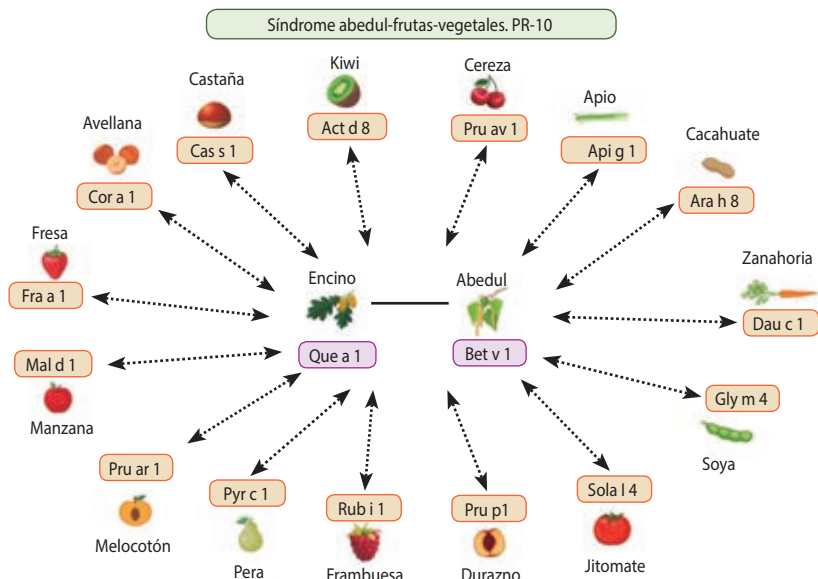 Síndrome abedul-frutas-vegetales. PR-10
Kiwi
Act d 8
Cereza
Pru av 1
Castaña
Cas s 1
Apio
Api g 1
Avellana
Cor a 1
Cacahuate
Ara h 8
Fresa
Fra a 1
Encino
Que a 1
Abedul
Bet v 1
Zanahoria
Dau c 1
Mal d 1
Manzana
Gly m 4
Soya
Pru ar 1
Melocotón
Pyr c 1
Pera
Rub i 1
Frambuesa
Pru p1
Durazno
Sola l 4
Jitomate